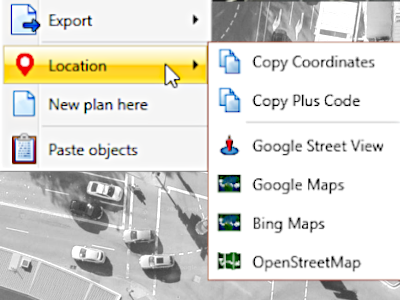 Export
Location
New plan here
Paste objects
Copy Coordinates
Copy Plus Code
Google Street View
Google Maps
Bing Maps
OpenStreetMap